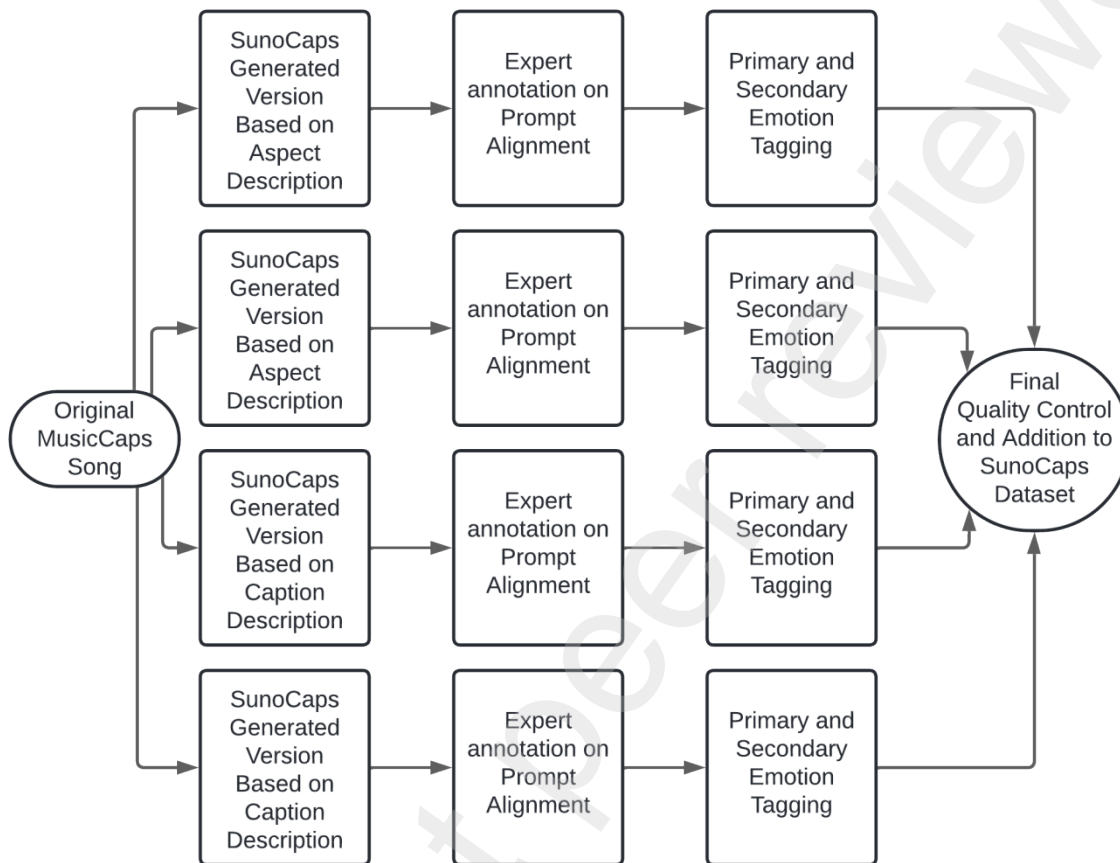 SunoCaps
Generated
Version
Based on
Aspect
Description
Expert
annotation on
Prompt
Alignment
Primary and
Secondary
Emotion
Tagging
SunoCaps
Generated
Version
Based on
Aspect
Description
Expert
annotation on
Prompt
Alignment
Primary and
Secondary
Emotion
Tagging
Original
MusicCaps
Song
Final
Quality Control
and Addition to
SunoCaps
Dataset
SunoCaps
Generated
Version
Based on
Caption
Description
Expert
annotation on
Prompt
Alignment
Primary and
Secondary
Emotion
Tagging
SunoCaps
Generated
Version
Based on
Caption
Description
Expert
annotation on
Prompt
Alignment
Primary and
Secondary
Emotion
Tagging
peer review